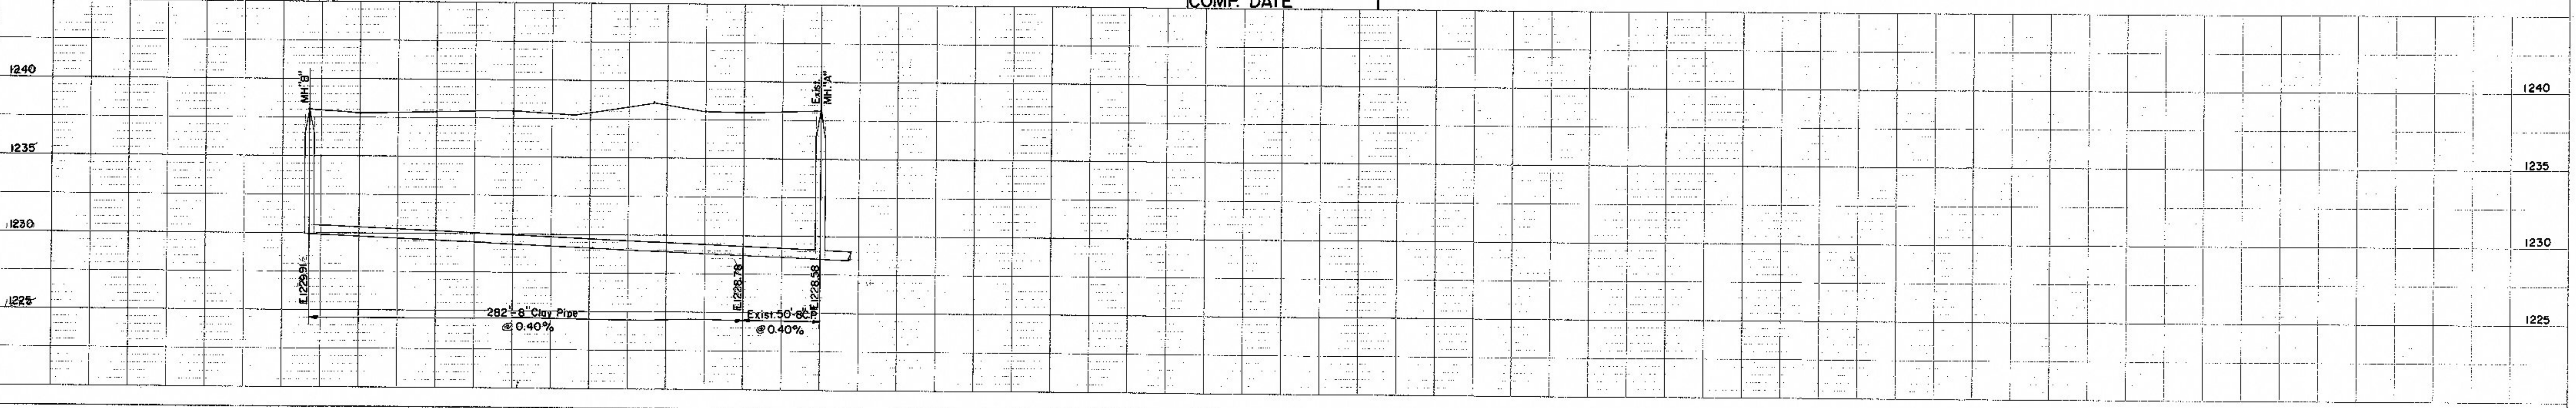 COMP. DATE
1240
MH. "B"
Exist.
MH. "A"
1240
1235
1235
1230
1230
I.E. 1229.91
I.E. 1228.78
I.E. 1228.58
1225
1225
282'-8" Clay Pipe
@ 0.40%
Exist. 50'-8"
@ 0.40%